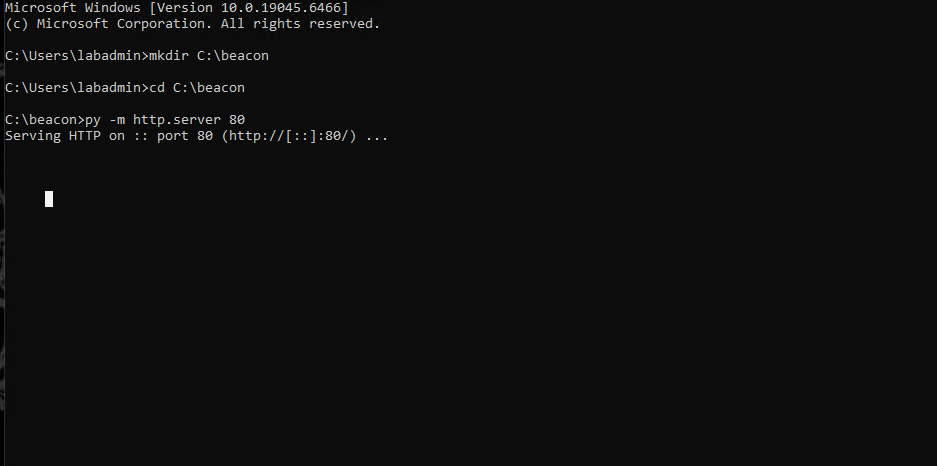 Microsoft Windows [Version 10.0.19045.6466]
(c) Microsoft Corporation. All rights reserved.
C:\Users\labadmin>mkdir C:\beacon
C:\Users\labadmin>cd C:\beacon
C:\beacon>py -m http.server 80
Serving HTTP on :: port 80 (http://[::]:80/) ...